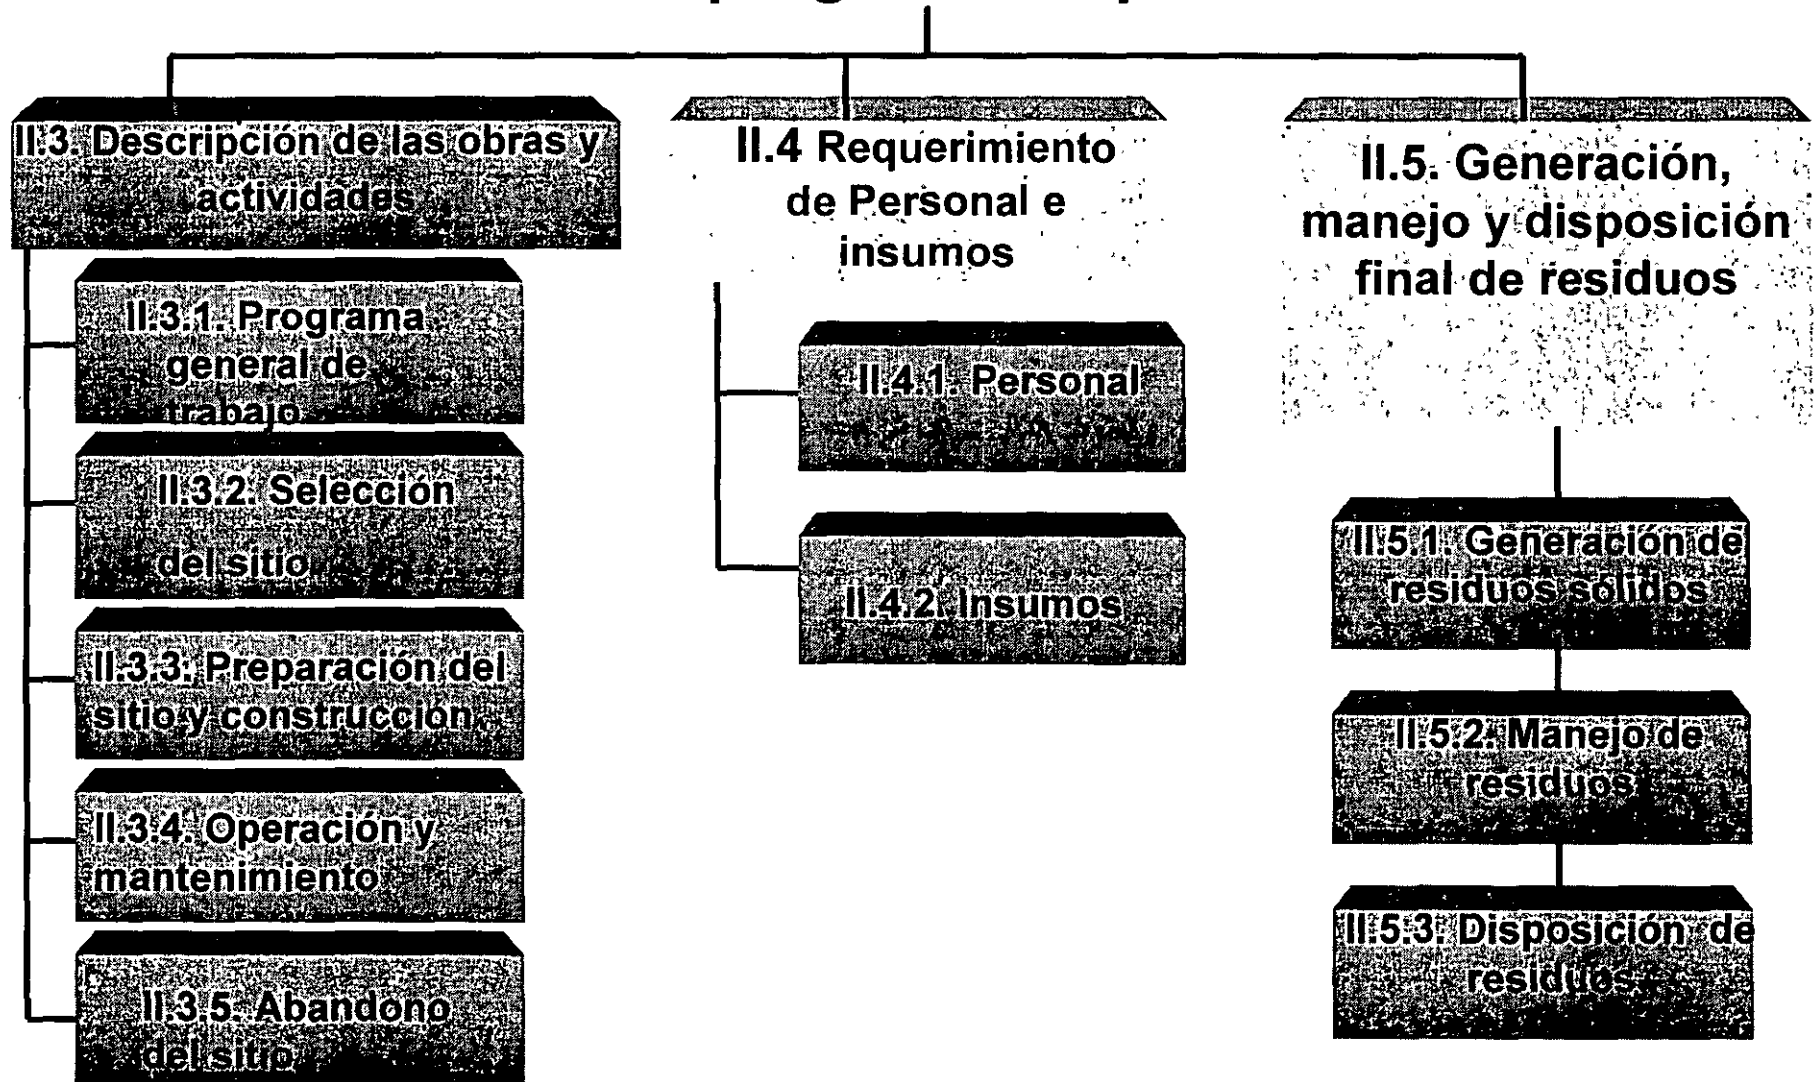 II.3. Descripción de las obras y
actividades
II.3.1. Programa
general de
trabajo
II.3.2. Selección
del sitio
II.3.3. Preparación del
sitio y construcción
II.3.4. Operación y
mantenimiento
II.3.5. Abandono
del sitio
II.4 Requerimiento
de Personal e
insumos
II.4.1. Personal
II.4.2. Insumos
II.5. Generación,
manejo y disposición
final de residuos
II.5.1. Generación de
residuos sólidos
II.5.2. Manejo de
residuos
II.5.3. Disposición de
residuos